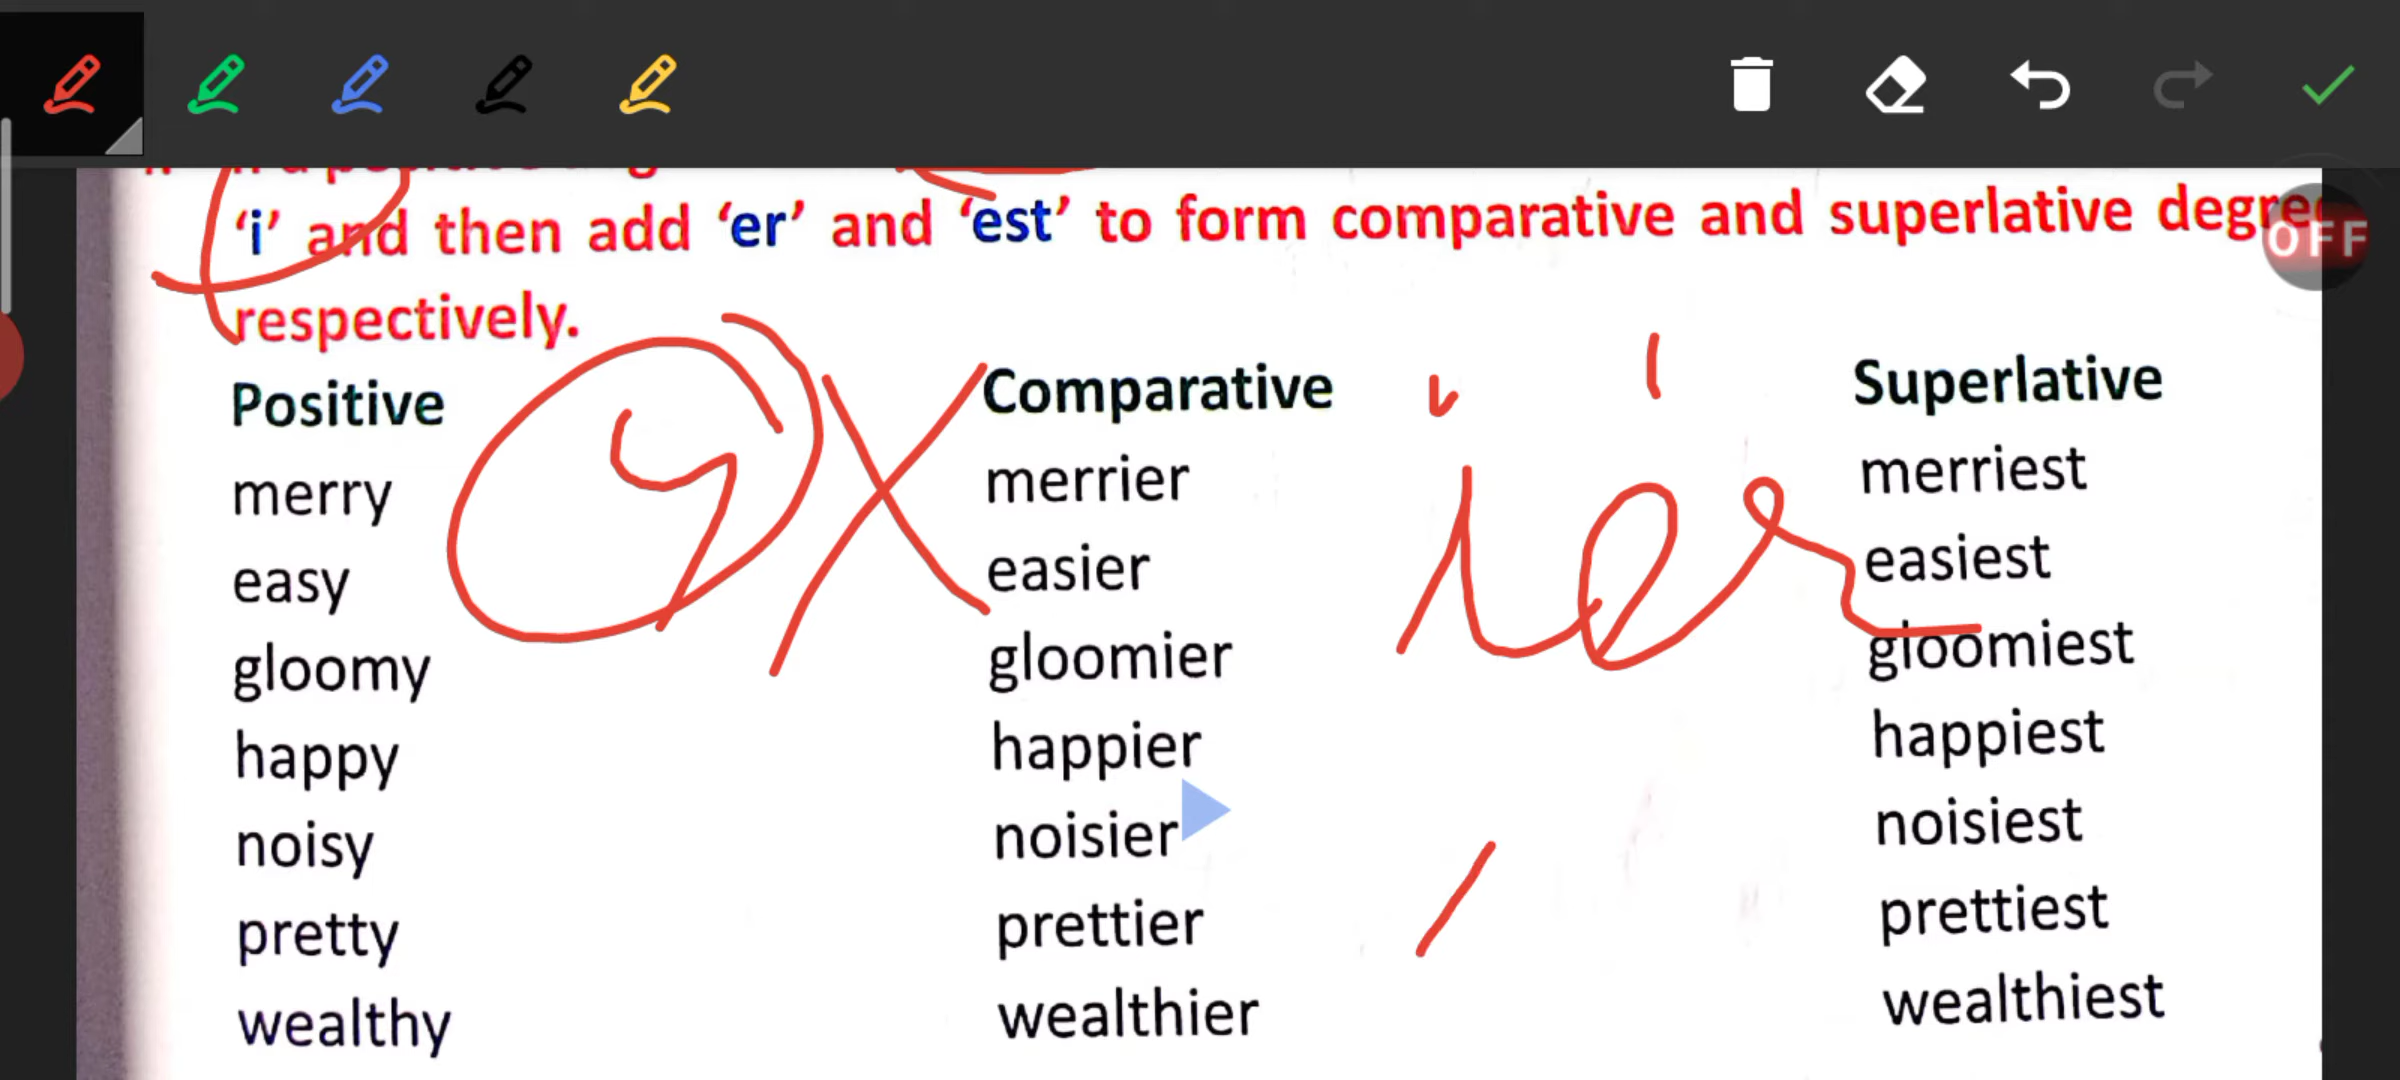 'i' and then add 'er' and 'est' to form comparative and superlative
OFF
respectively.
Positive Comparative Superlative
merry merrier merriest
easy easier easiest
gloomy gloomier gloomiest
happy happier happiest
noisy noisier noisiest
pretty prettier prettiest
wealthy wealthier wealthiest
y
ier